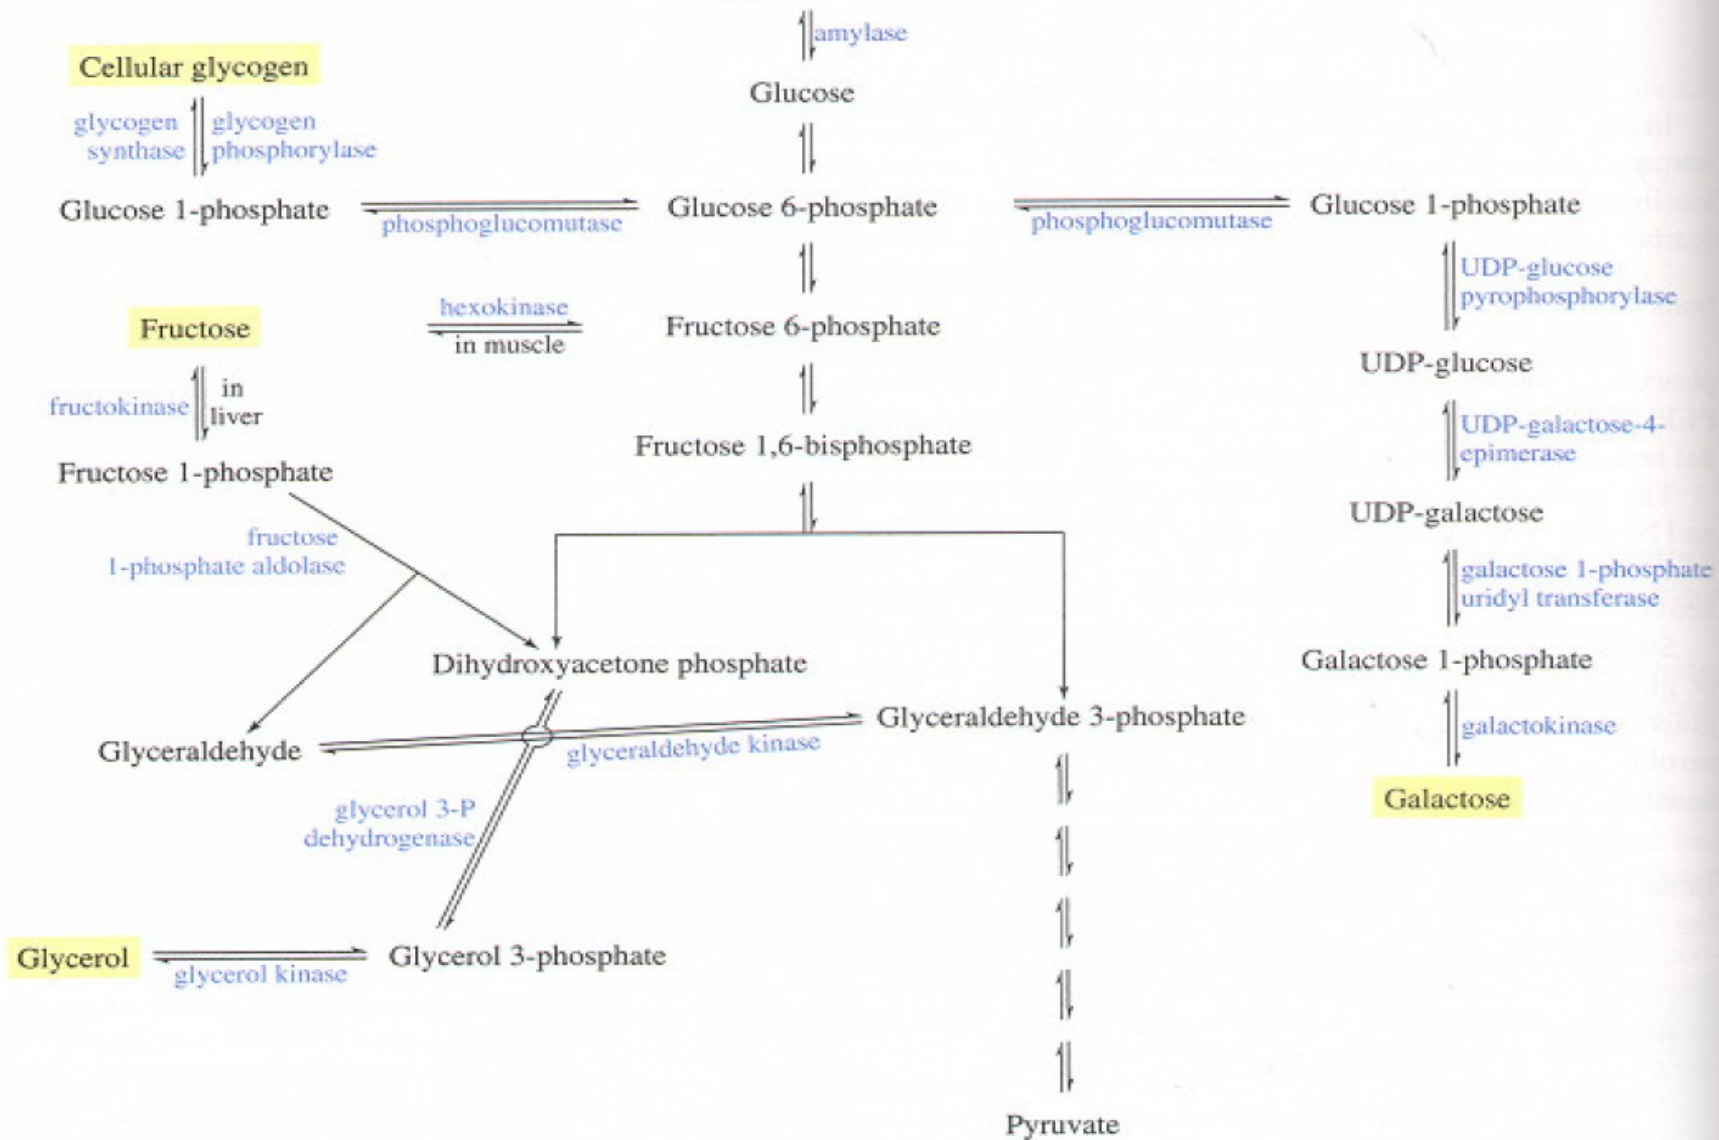 amylase
Cellular glycogen
Glucose
glycogen
synthase
glycogen
phosphorylase
Glucose 1-phosphate
phosphoglucomutase
Glucose 6-phosphate
phosphoglucomutase
Glucose 1-phosphate
UDP-glucose
pyrophosphorylase
Fructose
hexokinase
in muscle
Fructose 6-phosphate
UDP-glucose
fructokinase
in
liver
UDP-galactose-4-
epimerase
Fructose 1-phosphate
Fructose 1,6-bisphosphate
UDP-galactose
fructose
1-phosphate aldolase
galactose 1-phosphate
uridyl transferase
Dihydroxyacetone phosphate
Galactose 1-phosphate
Glyceraldehyde
glyceraldehyde kinase
Glyceraldehyde 3-phosphate
galactokinase
Galactose
glycerol 3-P
dehydrogenase
Glycerol
glycerol kinase
Glycerol 3-phosphate
Pyruvate